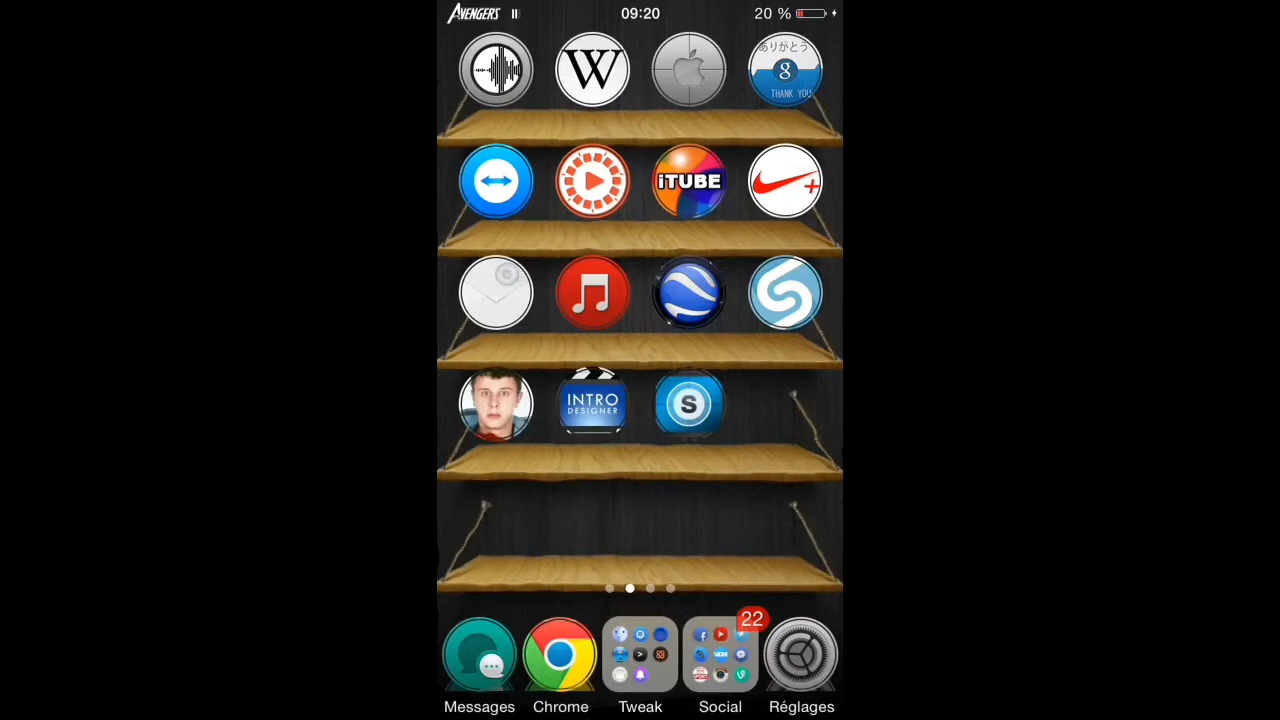 AVENGERS 09:20 20 %
W
ありがとう
g
THANK YOU
iTUBE
S
INTRO
DESIGNER
S
22
Messages Chrome Tweak Social Réglages